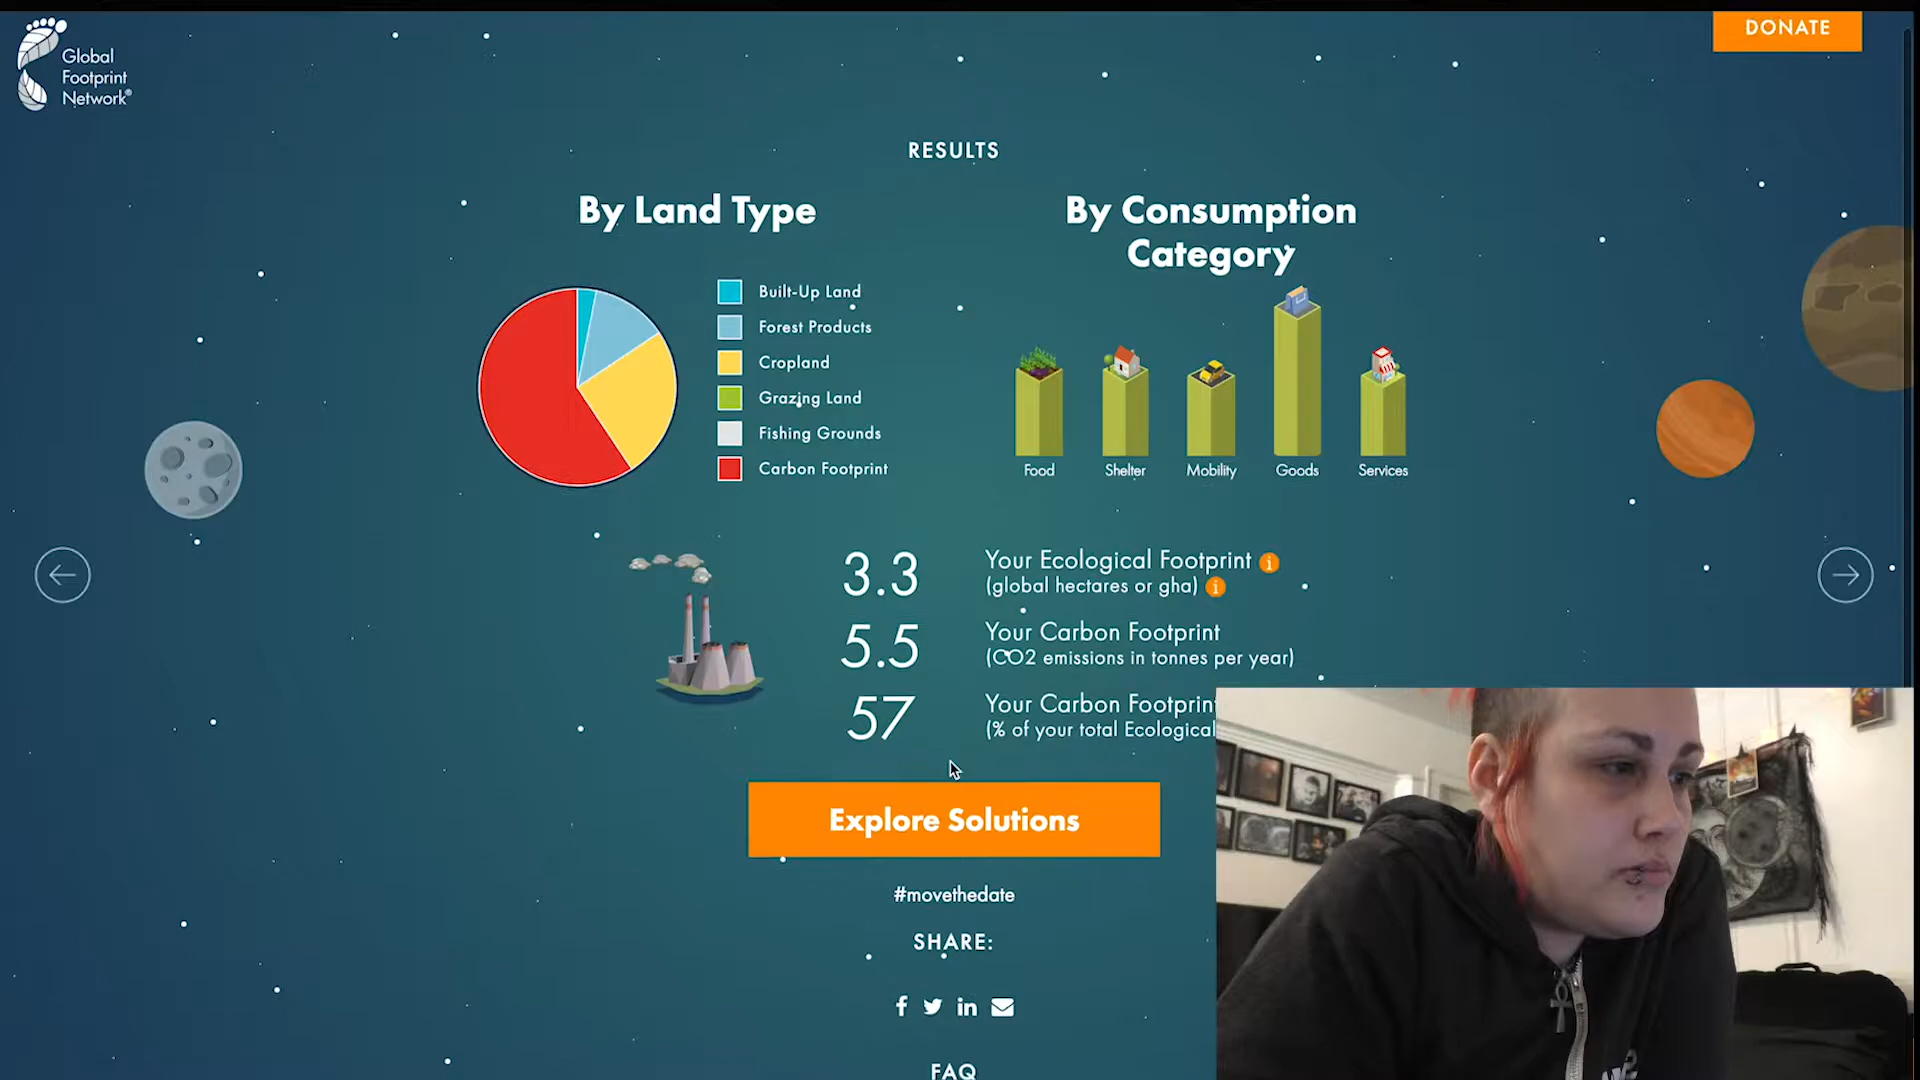 Global
Footprint
Network®
DONATE
RESULTS
By Land Type
Built-Up Land
Forest Products
Cropland
Grazing Land
Fishing Grounds
Carbon Footprint
By Consumption
Category
Food
Shelter
Mobility
Goods
Services
3.3
Your Ecological Footprint i
(global hectares or gha) i
5.5
Your Carbon Footprint
(CO2 emissions in tonnes per year)
57
Your Carbon Footprin
(% of your total Ecological
Explore Solutions
#movethedate
SHARE:
FAQ